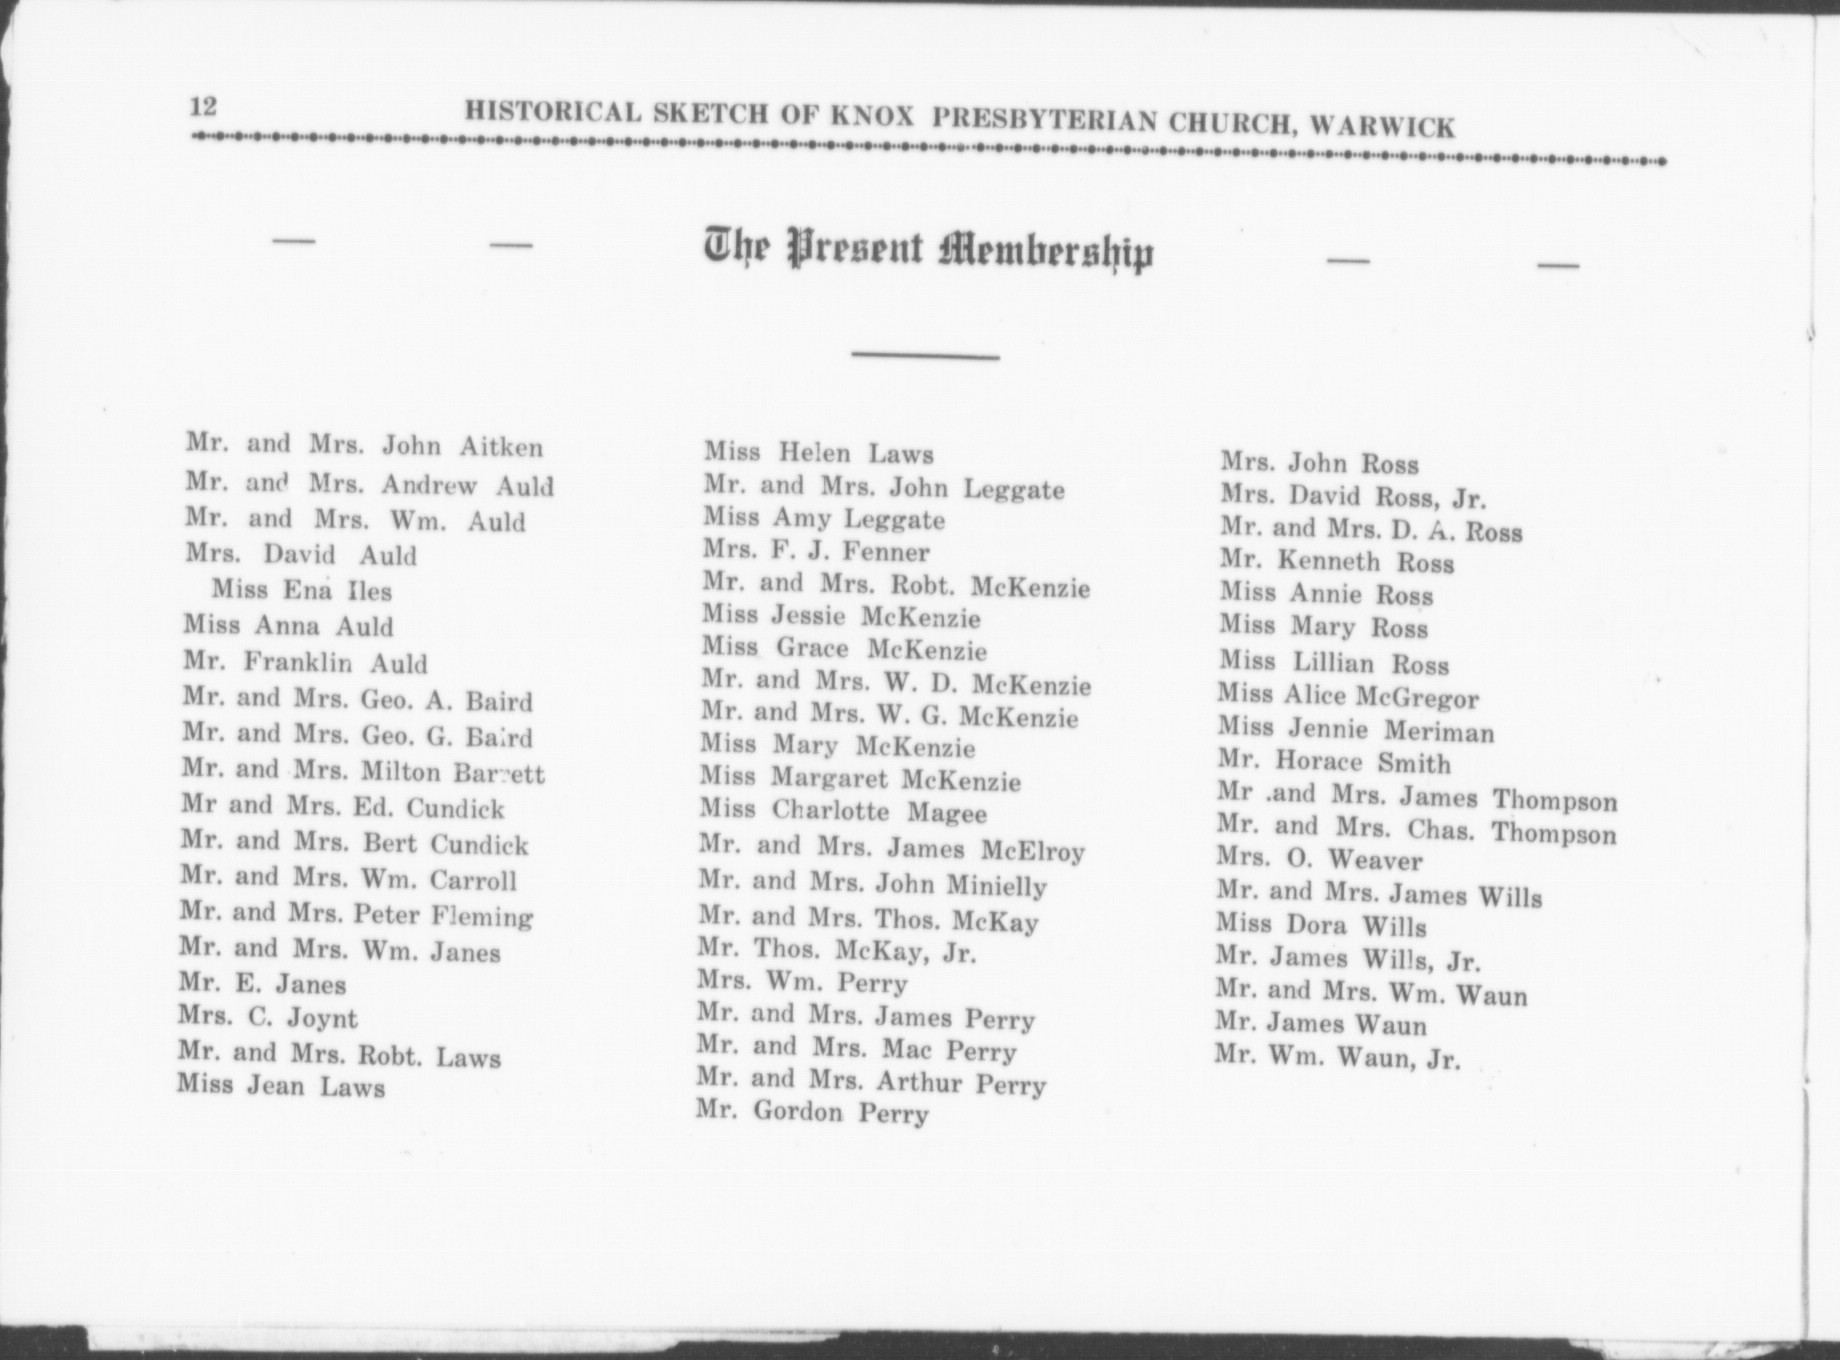 12
HISTORICAL SKETCH OF KNOX PRESBYTERIAN CHURCH, WARWICK
— — The Present Membership — —
Mr. and Mrs. John Aitken
Mr. and Mrs. Andrew Auld
Mr. and Mrs. Wm. Auld
Mrs. David Auld
Miss Ena Iles
Miss Anna Auld
Mr. Franklin Auld
Mr. and Mrs. Geo. A. Baird
Mr. and Mrs. Geo. G. Baird
Mr. and Mrs. Milton Barrett
Mr and Mrs. Ed. Cundick
Mr. and Mrs. Bert Cundick
Mr. and Mrs. Wm. Carroll
Mr. and Mrs. Peter Fleming
Mr. and Mrs. Wm. Janes
Mr. E. Janes
Mrs. C. Joynt
Mr. and Mrs. Robt. Laws
Miss Jean Laws
Miss Helen Laws
Mr. and Mrs. John Leggate
Miss Amy Leggate
Mrs. F. J. Fenner
Mr. and Mrs. Robt. McKenzie
Miss Jessie McKenzie
Miss Grace McKenzie
Mr. and Mrs. W. D. McKenzie
Mr. and Mrs. W. G. McKenzie
Miss Mary McKenzie
Miss Margaret McKenzie
Miss Charlotte Magee
Mr. and Mrs. James McElroy
Mr. and Mrs. John Minielly
Mr. and Mrs. Thos. McKay
Mr. Thos. McKay, Jr.
Mrs. Wm. Perry
Mr. and Mrs. James Perry
Mr. and Mrs. Mac Perry
Mr. and Mrs. Arthur Perry
Mr. Gordon Perry
Mrs. John Ross
Mrs. David Ross, Jr.
Mr. and Mrs. D. A. Ross
Mr. Kenneth Ross
Miss Annie Ross
Miss Mary Ross
Miss Lillian Ross
Miss Alice McGregor
Miss Jennie Meriman
Mr. Horace Smith
Mr .and Mrs. James Thompson
Mr. and Mrs. Chas. Thompson
Mrs. O. Weaver
Mr. and Mrs. James Wills
Miss Dora Wills
Mr. James Wills, Jr.
Mr. and Mrs. Wm. Waun
Mr. James Waun
Mr. Wm. Waun, Jr.